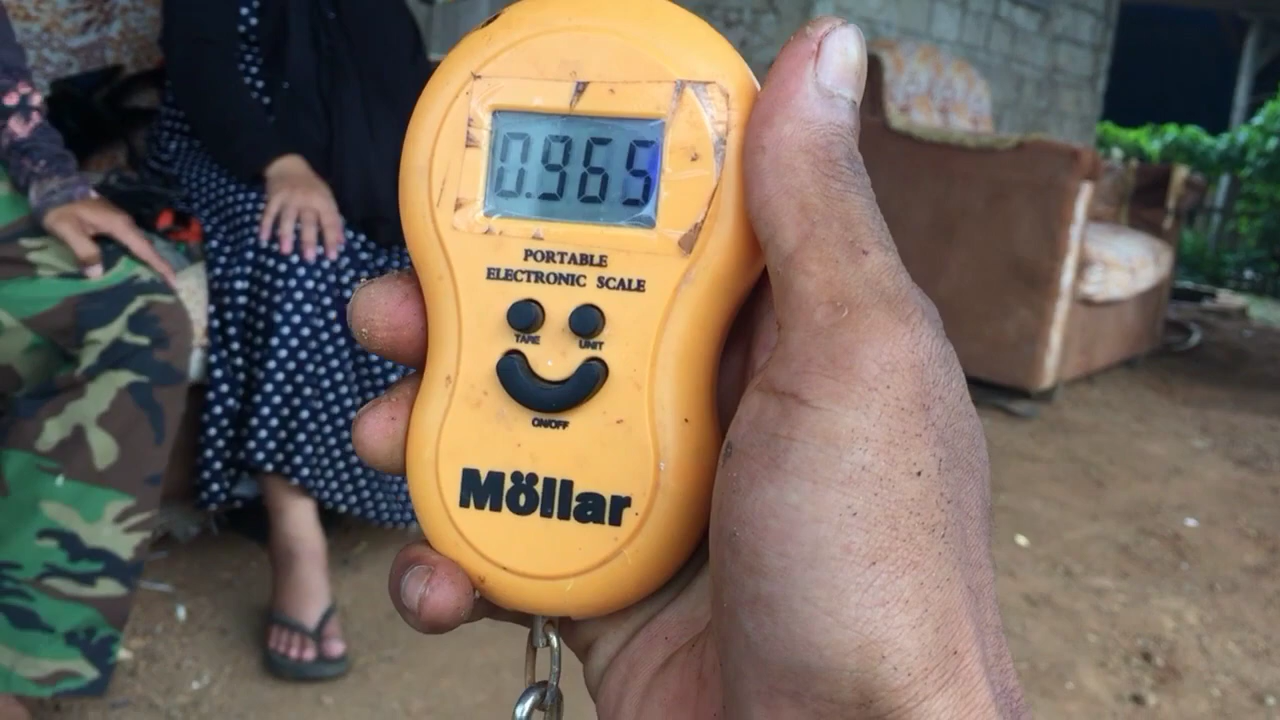 0.965
PORTABLE
ELECTRONIC SCALE
TARE UNIT
ON/OFF
Möllar